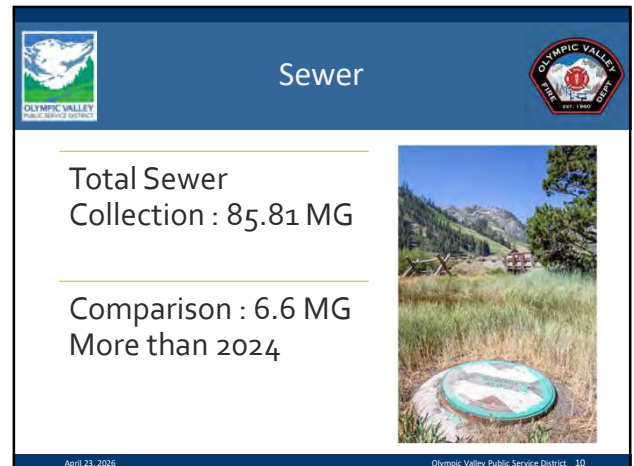 OLYMPIC VALLEY
PUBLIC SERVICE DISTRICT
Sewer
OLYMPIC VALLEY
FIRE DEPT
EST. 1960
Total Sewer
Collection : 85.81 MG
Comparison : 6.6 MG
More than 2024
April 23, 2026
Olympic Valley Public Service District 10